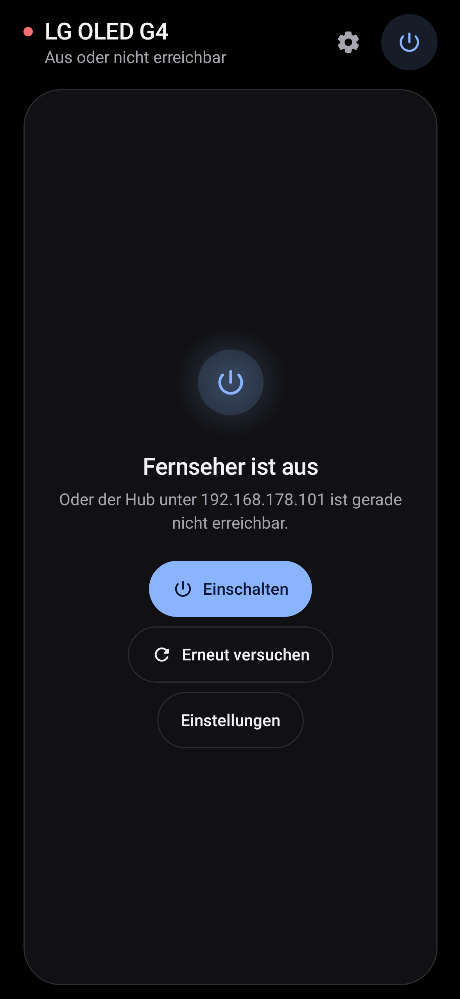 LG OLED G4
Aus oder nicht erreichbar
Fernseher ist aus
Oder der Hub unter 192.168.178.101 ist gerade
nicht erreichbar.
Einschalten
Erneut versuchen
Einstellungen